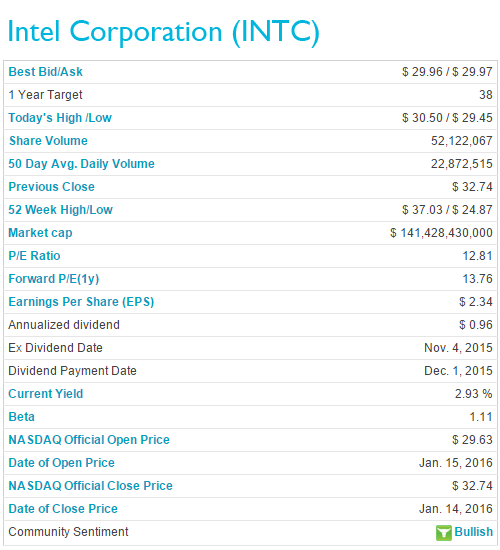 Intel Corporation (INTC)
Best Bid/Ask $ 29.96 / $ 29.97
1 Year Target 38
Today's High /Low $ 30.50 / $ 29.45
Share Volume 52,122,067
50 Day Avg. Daily Volume 22,872,515
Previous Close $ 32.74
52 Week High/Low $ 37.03 / $ 24.87
Market cap $ 141,428,430,000
P/E Ratio 12.81
Forward P/E(1y) 13.76
Earnings Per Share (EPS) $ 2.34
Annualized dividend $ 0.96
Ex Dividend Date Nov. 4, 2015
Dividend Payment Date Dec. 1, 2015
Current Yield 2.93 %
Beta 1.11
NASDAQ Official Open Price $ 29.63
Date of Open Price Jan. 15, 2016
NASDAQ Official Close Price $ 32.74
Date of Close Price Jan. 14, 2016
Community Sentiment Bullish